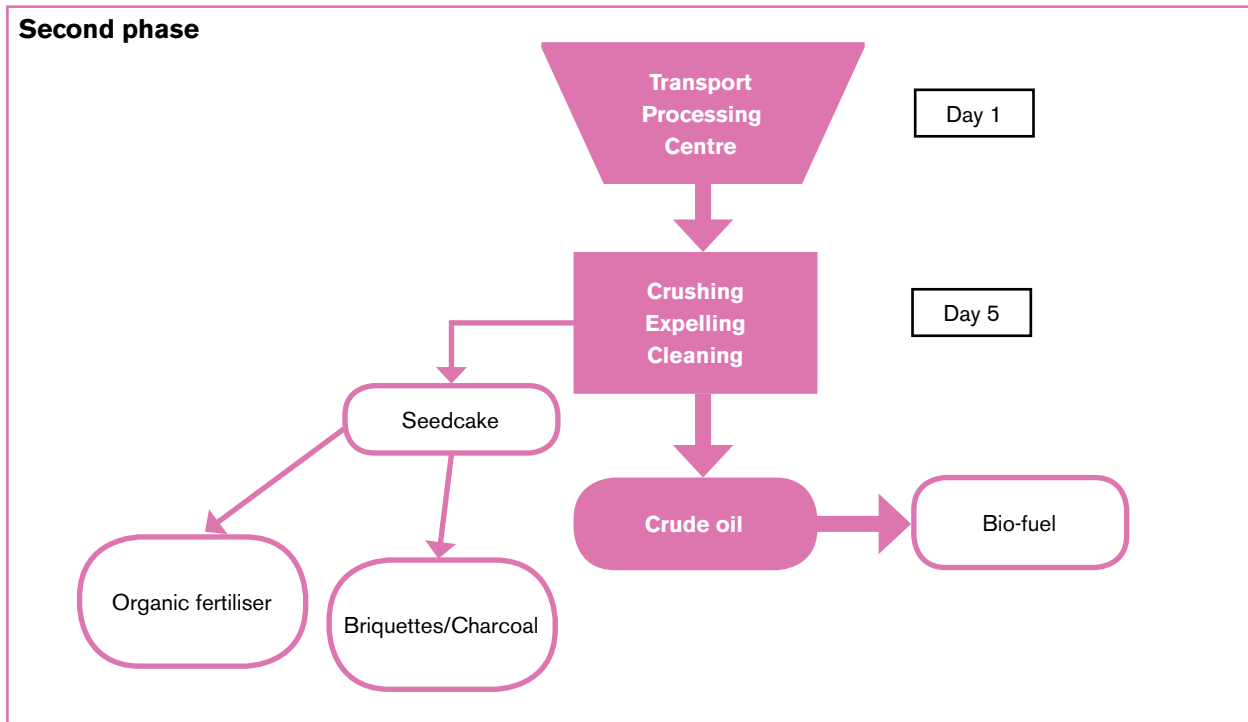 Second phase
Transport
Processing
Centre
Day 1
Crushing
Expelling
Cleaning
Day 5
Seedcake
Crude oil
Bio-fuel
Organic fertiliser
Briquettes/Charcoal